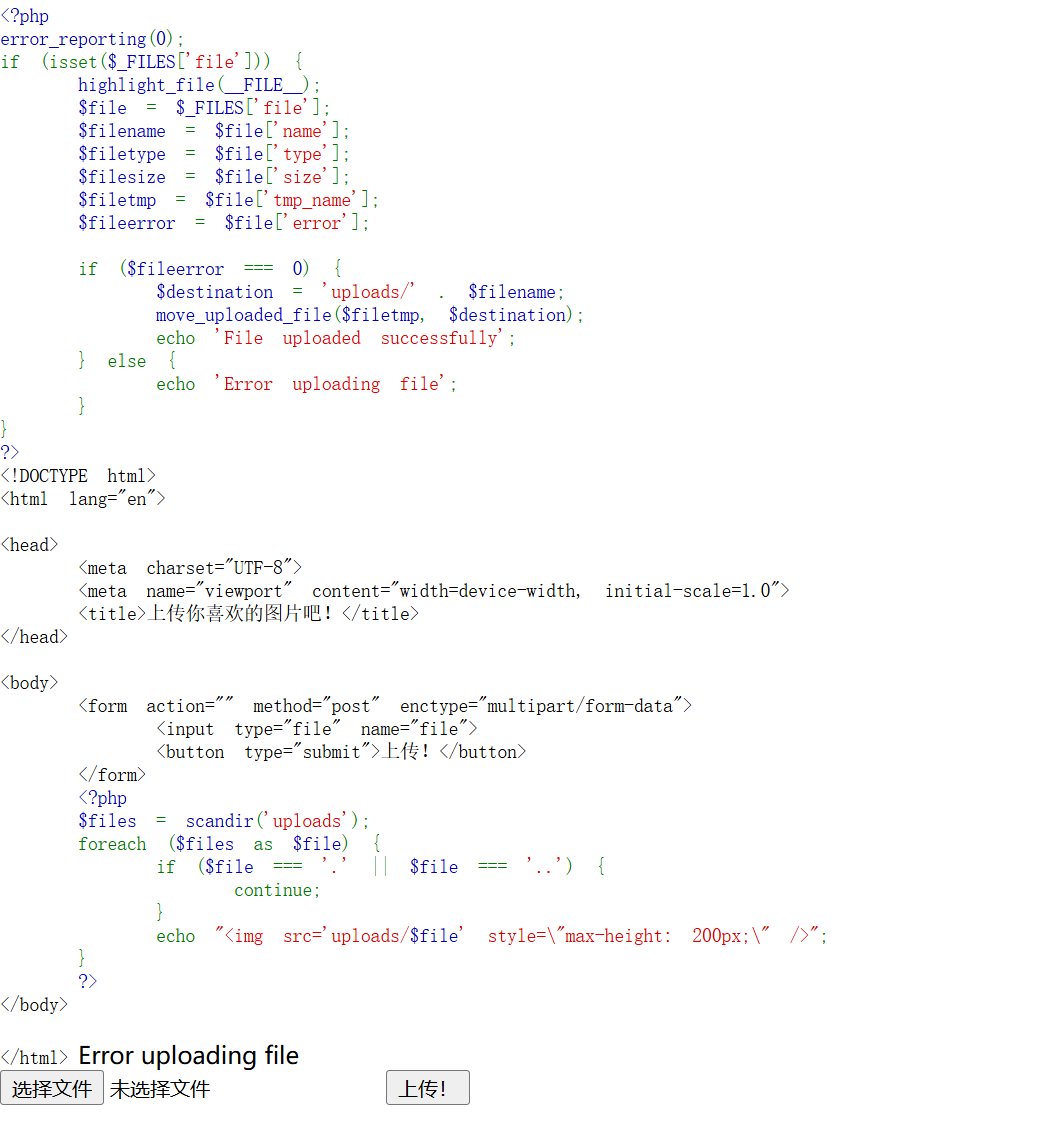 <?php
error_reporting(0);
if (isset($_FILES['file'])) {
highlight_file(__FILE__);
$file = $_FILES['file'];
$filename = $file['name'];
$filetype = $file['type'];
$filesize = $file['size'];
$filetmp = $file['tmp_name'];
$fileerror = $file['error'];
if ($fileerror === 0) {
$destination = 'uploads/' . $filename;
move_uploaded_file($filetmp, $destination);
echo 'File uploaded successfully';
} else {
echo 'Error uploading file';
}
}
?>
<!DOCTYPE html>
<html lang="en">
<head>
<meta charset="UTF-8">
<meta name="viewport" content="width=device-width, initial-scale=1.0">
<title>上传你喜欢的图片吧！</title>
</head>
<body>
<form action="" method="post" enctype="multipart/form-data">
<input type="file" name="file">
<button type="submit">上传！</button>
</form>
<?php
$files = scandir('uploads');
foreach ($files as $file) {
if ($file === '.' || $file === '..') {
continue;
}
echo "<img src='uploads/$file' style=\"max-height: 200px;\" />";
}
?>
</body>
</html> Error uploading file
选择文件 未选择文件 上传！